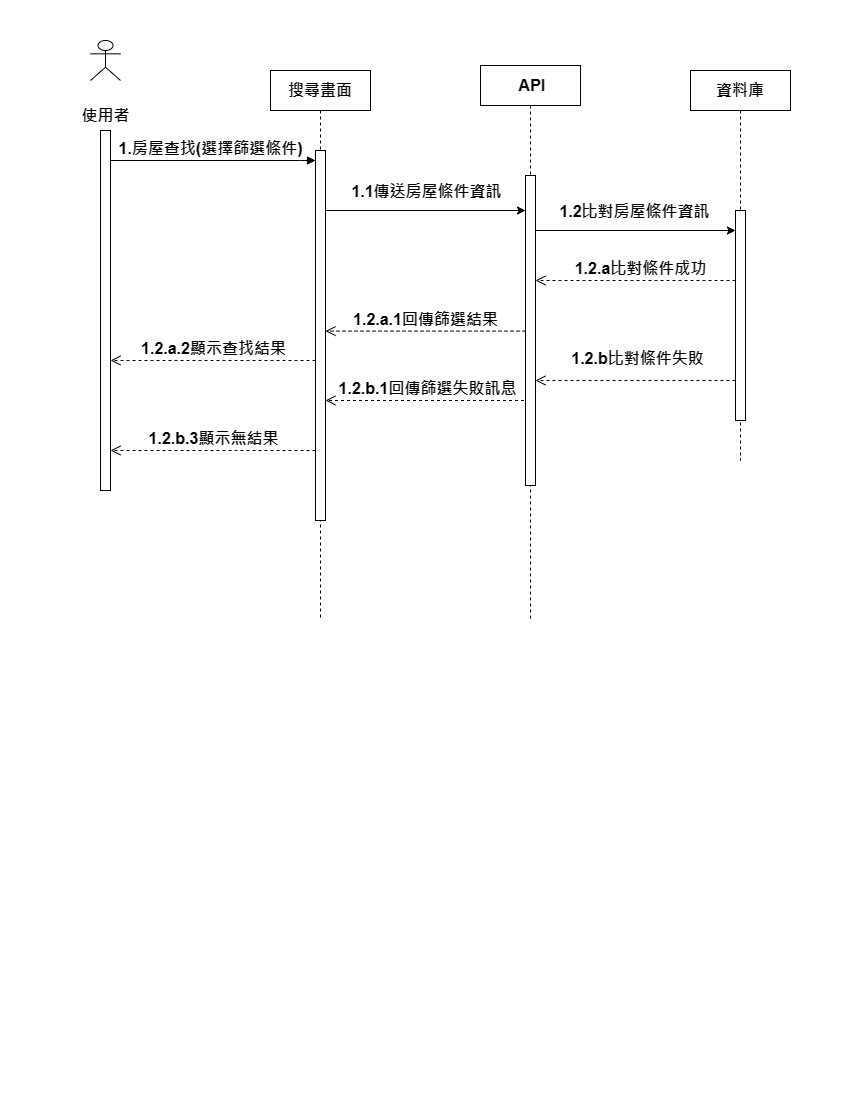 使用者
搜尋畫面
API
資料庫
1.房屋查找(選擇篩選條件)
1.1傳送房屋條件資訊
1.2比對房屋條件資訊
1.2.a比對條件成功
1.2.a.1回傳篩選結果
1.2.a.2顯示查找結果
1.2.b比對條件失敗
1.2.b.1回傳篩選失敗訊息
1.2.b.3顯示無結果